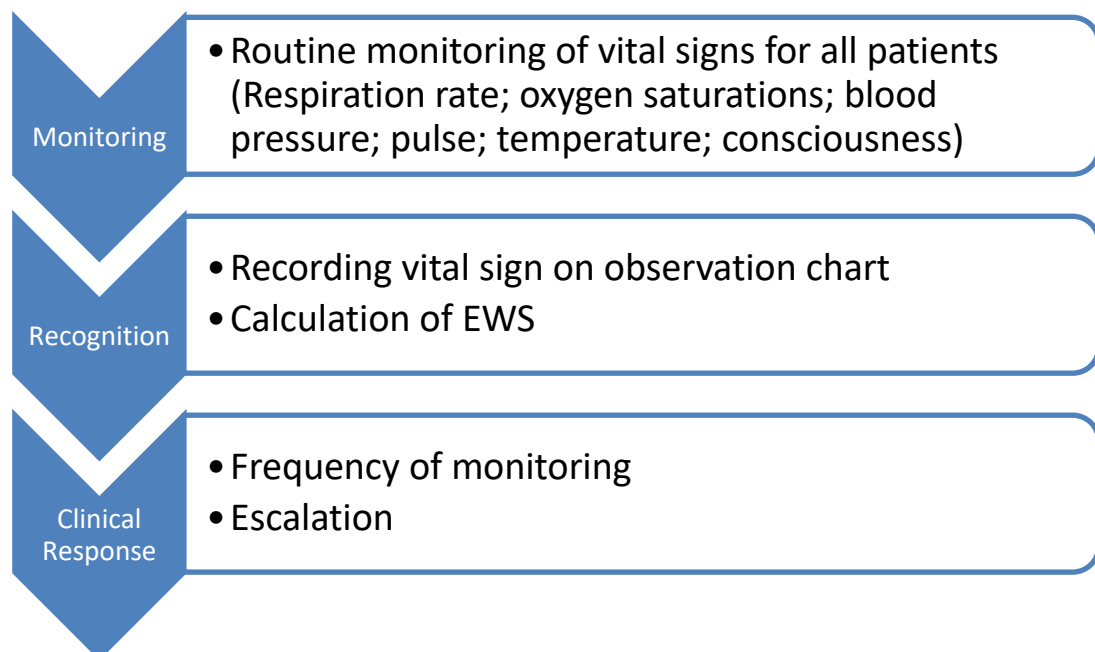 Monitoring
• Routine monitoring of vital signs for all patients
(Respiration rate; oxygen saturations; blood
pressure; pulse; temperature; consciousness)
Recognition
• Recording vital sign on observation chart
• Calculation of EWS
Clinical
Response
• Frequency of monitoring
• Escalation